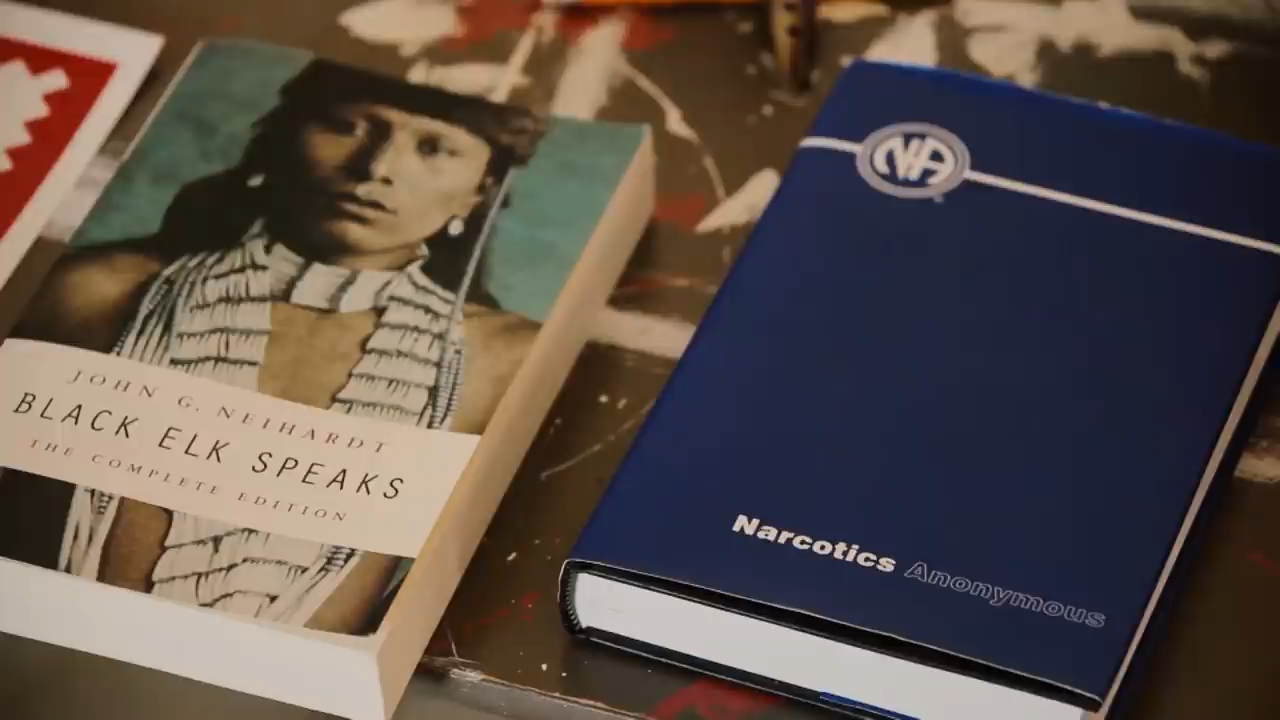 JOHN G. NEIHARDT
BLACK ELK SPEAKS
THE COMPLETE EDITION
NA
Narcotics Anonymous